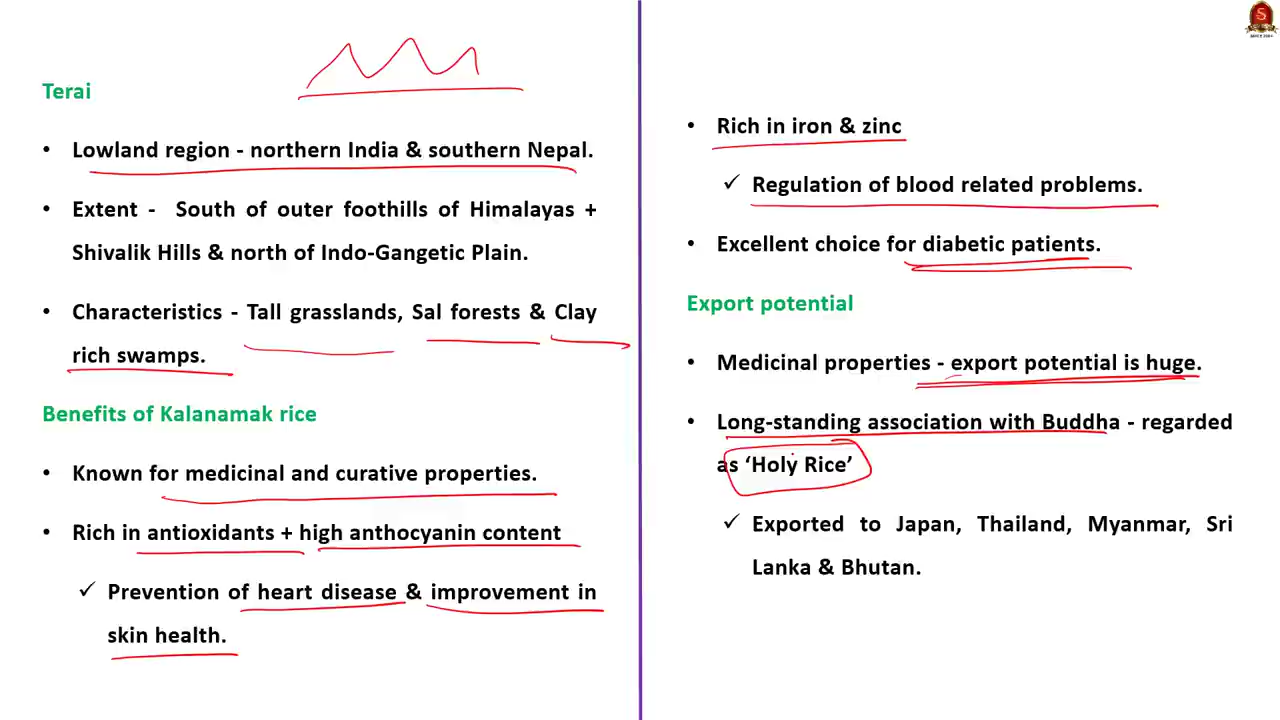 Terai
• Lowland region - northern India & southern Nepal.
• Extent - South of outer foothills of Himalayas +
Shivalik Hills & north of Indo-Gangetic Plain.
• Characteristics - Tall grasslands, Sal forests & Clay
rich swamps.
Benefits of Kalanamak rice
• Known for medicinal and curative properties.
• Rich in antioxidants + high anthocyanin content
✓ Prevention of heart disease & improvement in
skin health.
• Rich in iron & zinc
✓ Regulation of blood related problems.
• Excellent choice for diabetic patients.
Export potential
• Medicinal properties - export potential is huge.
• Long-standing association with Buddha - regarded
as ‘Holy Rice’
✓ Exported to Japan, Thailand, Myanmar, Sri
Lanka & Bhutan.